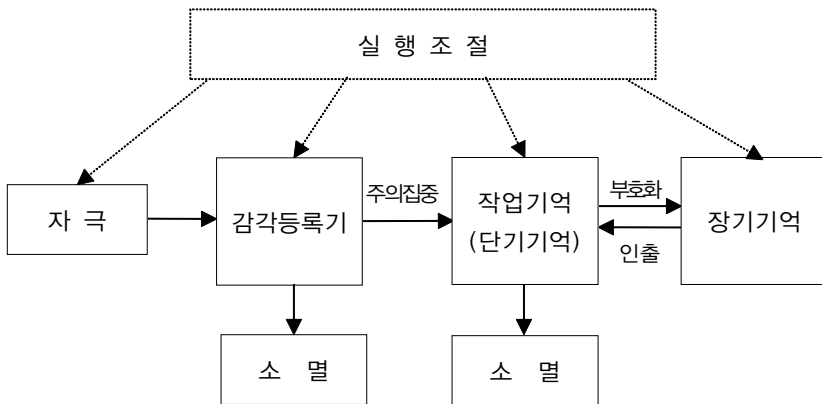 실 행 조 절
자 극
감각등록기
주의집중
작업기억
(단기기억)
부호화
인출
장기기억
소 멸
소 멸